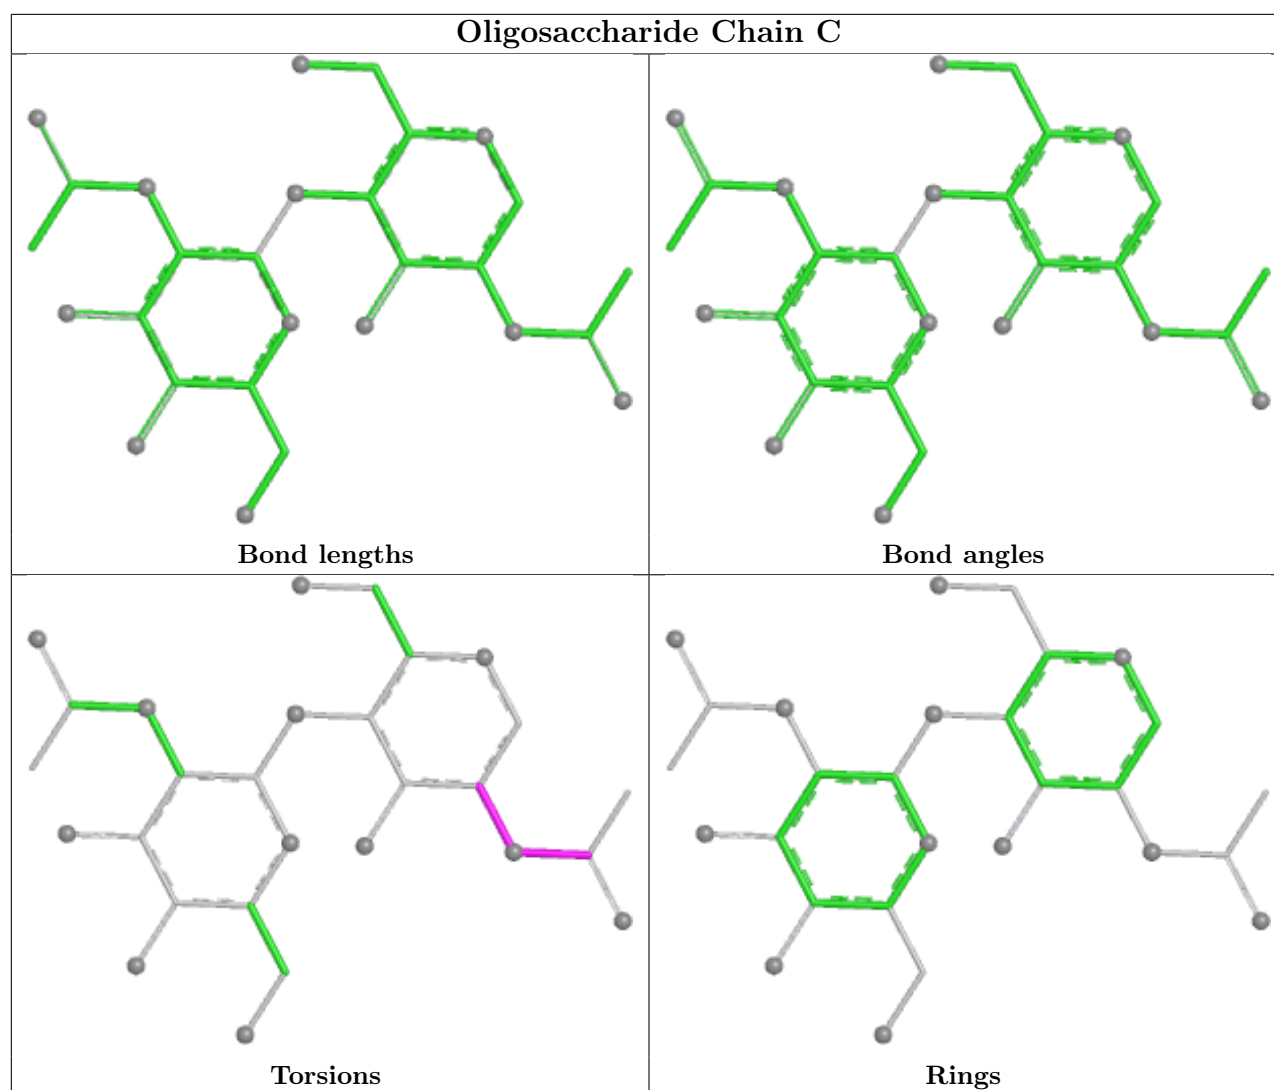 Oligosaccharide Chain C
Bond lengths
Bond angles
Torsions
Rings